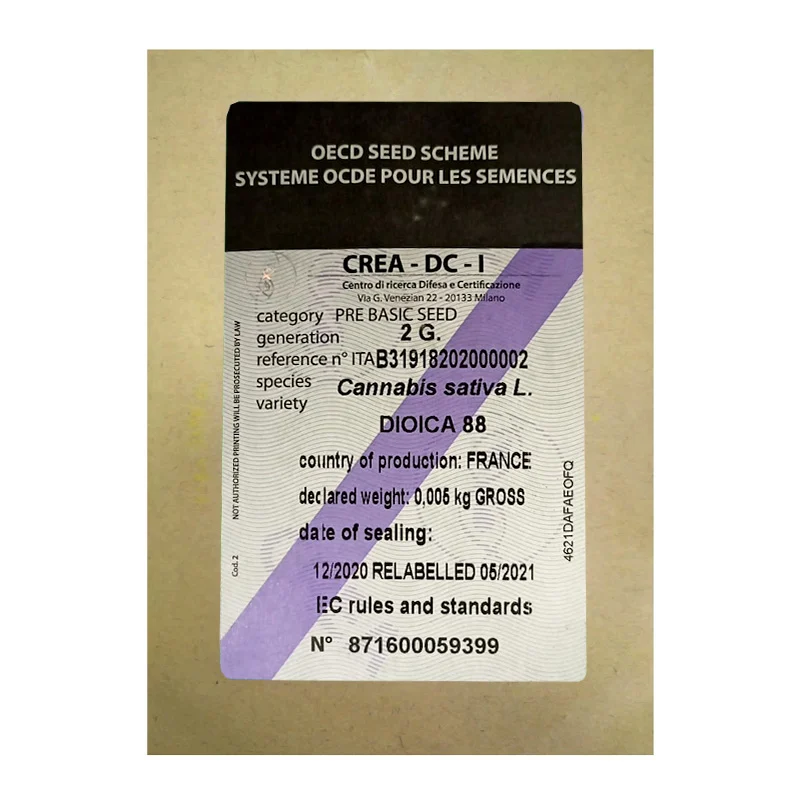 OECD SEED SCHEME
SYSTEME OCDE POUR LES SEMENCES
CREA - DC - I
Centro di ricerca Difesa e Certificazione
Via G. Venezian 22 - 20133 Milano
category PRE BASIC SEED
generation 2 G.
reference n° ITA B31918202000002
species Cannabis sativa L.
variety DIOICA 88
country of production: FRANCE
declared weight: 0,005 kg GROSS
date of sealing:
12/2020 RELABELLED 05/2021
EC rules and standards
N° 871600059399
NOT AUTHORIZED PRINTING WILL BE PROSECUTED BY LAW
Cod. 2
4621DAFAEOFQ